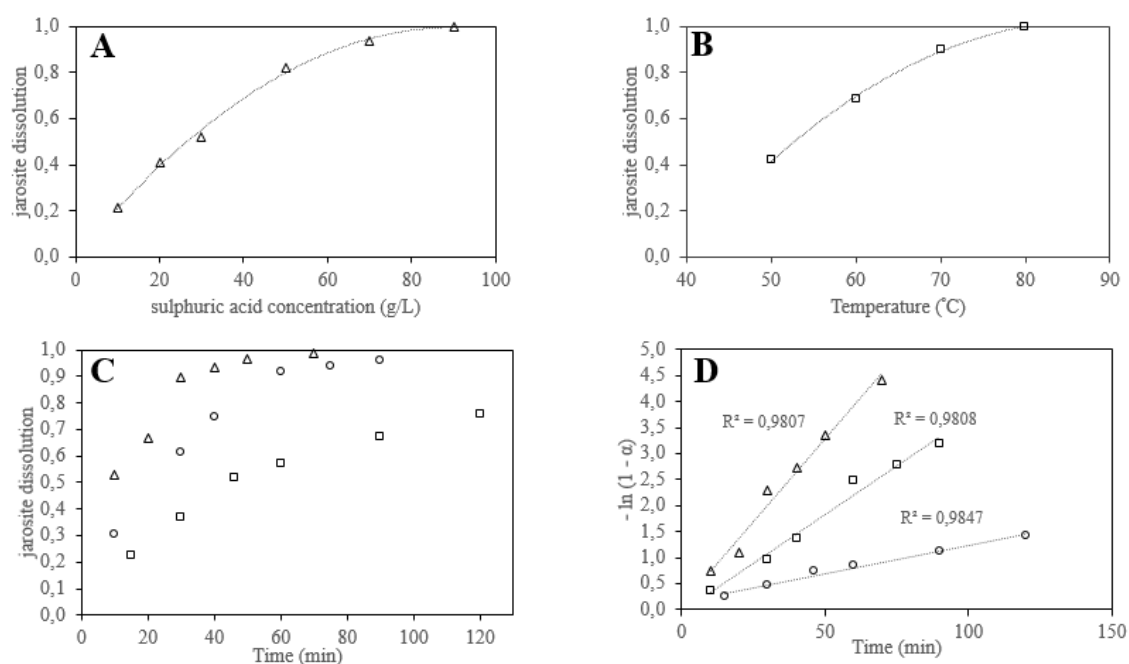 A
1,0
0,8
0,6
0,4
0,2
0,0
jarosite dissolution
0 20 40 60 80 100
sulphuric acid concentration (g/L)
B
1,0
0,8
0,6
0,4
0,2
0,0
jarosite dissolution
40 50 60 70 80 90
Temperature (°C)
C
1,0
0,9
0,8
0,7
0,6
0,5
0,4
0,3
0,2
0,1
0,0
jarosite dissolution
0 20 40 60 80 100 120
Time (min)
D
5,0
4,5
4,0
3,5
3,0
2,5
2,0
1,5
1,0
0,5
0,0
- ln (1 - α)
R² = 0,9807
R² = 0,9808
R² = 0,9847
0 50 100 150
Time (min)